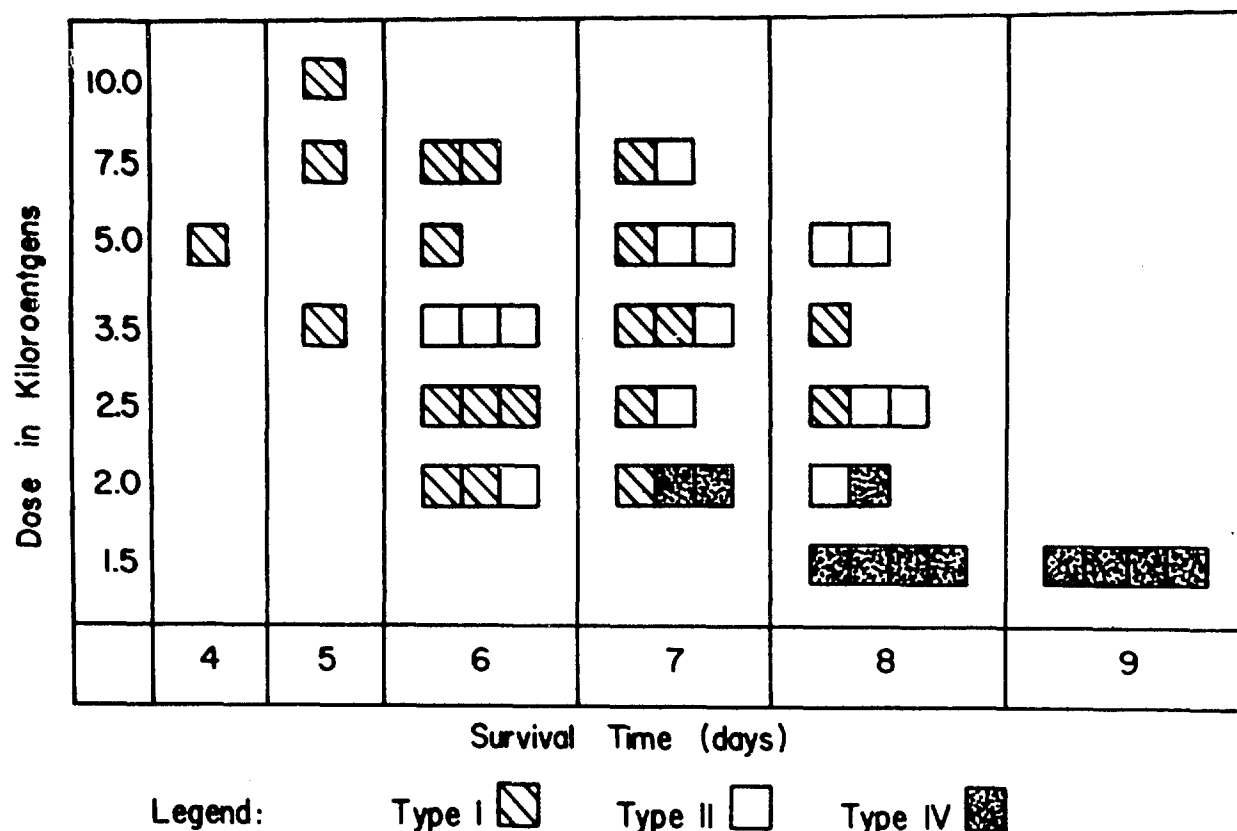 Dose in Kiloroentgens
10.0
7.5
5.0
3.5
2.5
2.0
1.5
4 5 6 7 8 9
Survival Time (days)
Legend: Type I Type II Type IV